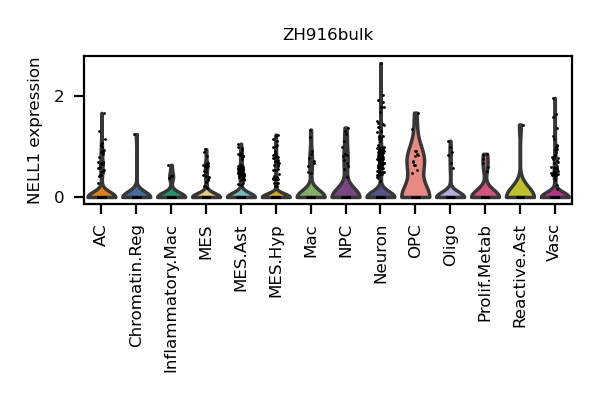 ZH916bulk
NELL1 expression
2
0
AC
Chromatin.Reg
Inflammatory.Mac
MES
MES.Ast
MES.Hyp
Mac
NPC
Neuron
OPC
Oligo
Prolif.Metab
Reactive.Ast
Vasc